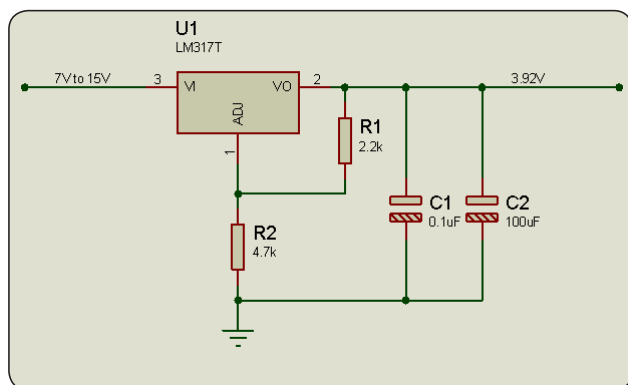 U1
LM317T
7V to 15V
3
VI
VO
2
3.92V
ADJ
1
R1
2.2k
R2
4.7k
C1
0.1uF
C2
100uF